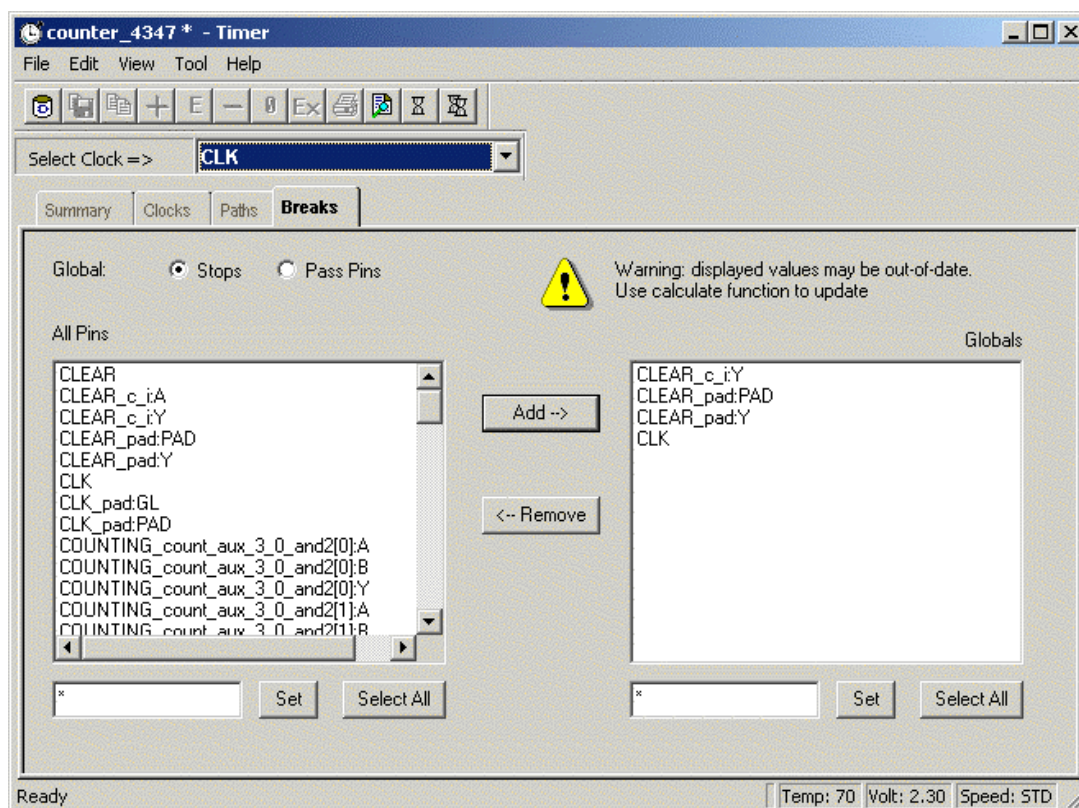 counter_4347 * - Timer
File Edit View Tool Help
E Ex
Select Clock => CLK
Summary Clocks Paths Breaks
Global: Stops Pass Pins
Warning: displayed values may be out-of-date.
Use calculate function to update
All Pins
Globals
CLEAR
CLEAR_c_i:A
CLEAR_c_i:Y
CLEAR_pad:PAD
CLEAR_pad:Y
CLK
CLK_pad:GL
CLK_pad:PAD
COUNTING_count_aux_3_0_and2[0]:A
COUNTING_count_aux_3_0_and2[0]:B
COUNTING_count_aux_3_0_and2[0]:Y
COUNTING_count_aux_3_0_and2[1]:A
COUNTING_count_aux_3_0_and2[1]:B
Add -->
<-- Remove
CLEAR_c_i:Y
CLEAR_pad:PAD
CLEAR_pad:Y
CLK
* Set Select All
* Set Select All
Ready
Temp: 70 Volt: 2.30 Speed: STD